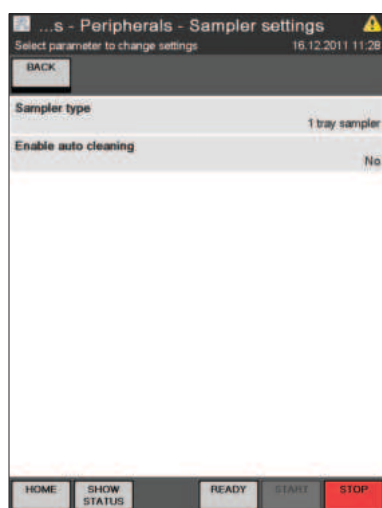 ...s - Peripherals - Sampler settings
Select parameter to change settings 16.12.2011 11:28
BACK
Sampler type
1 tray sampler
Enable auto cleaning
No
HOME SHOW STATUS READY START STOP